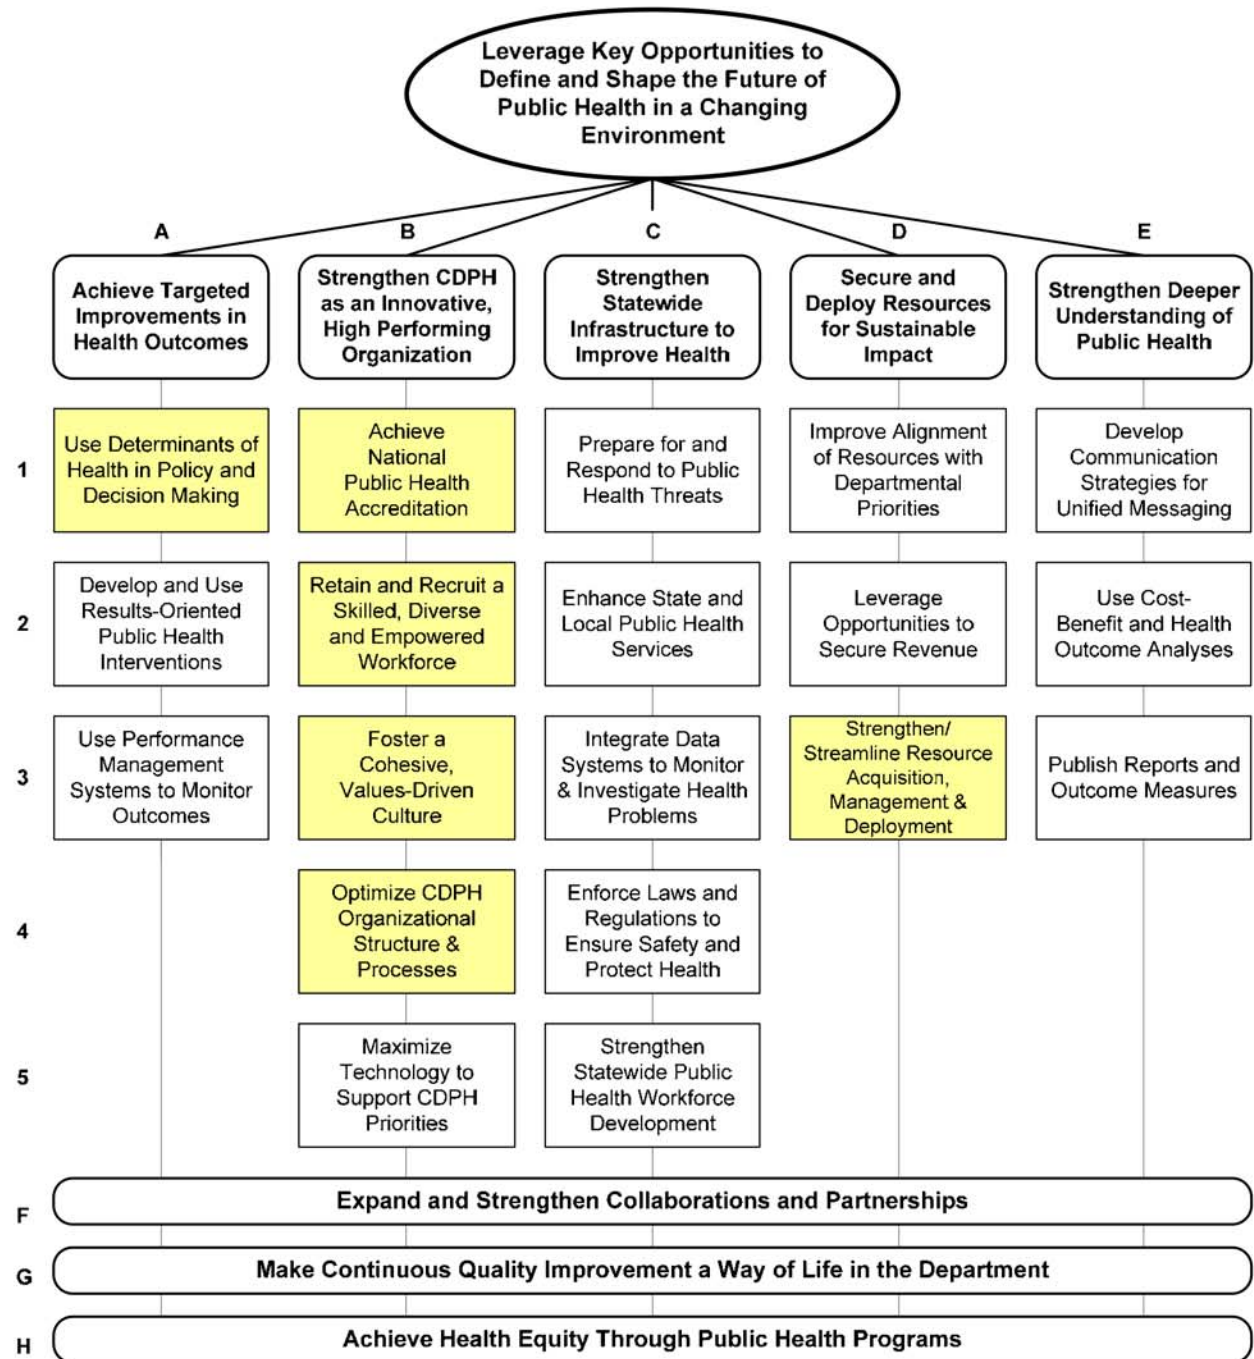 Leverage Key Opportunities to
Define and Shape the Future of
Public Health in a Changing
Environment
A
B
C
D
E
Achieve Targeted
Improvements in
Health Outcomes
Strengthen CDPH
as an Innovative,
High Performing
Organization
Strengthen
Statewide
Infrastructure to
Improve Health
Secure and
Deploy Resources
for Sustainable
Impact
Strengthen Deeper
Understanding of
Public Health
1
Use Determinants of
Health in Policy and
Decision Making
Achieve
National
Public Health
Accreditation
Prepare for and
Respond to Public
Health Threats
Improve Alignment
of Resources with
Departmental
Priorities
Develop
Communication
Strategies for
Unified Messaging
2
Develop and Use
Results-Oriented
Public Health
Interventions
Retain and Recruit a
Skilled, Diverse
and Empowered
Workforce
Enhance State and
Local Public Health
Services
Leverage
Opportunities to
Secure Revenue
Use Cost-
Benefit and Health
Outcome Analyses
3
Use Performance
Management
Systems to Monitor
Outcomes
Foster a
Cohesive,
Values-Driven
Culture
Integrate Data
Systems to Monitor
& Investigate Health
Problems
Strengthen/
Streamline Resource
Acquisition,
Management &
Deployment
Publish Reports and
Outcome Measures
4
Optimize CDPH
Organizational
Structure &
Processes
Enforce Laws and
Regulations to
Ensure Safety and
Protect Health
5
Maximize
Technology to
Support CDPH
Priorities
Strengthen
Statewide Public
Health Workforce
Development
F
Expand and Strengthen Collaborations and Partnerships
G
Make Continuous Quality Improvement a Way of Life in the Department
H
Achieve Health Equity Through Public Health Programs